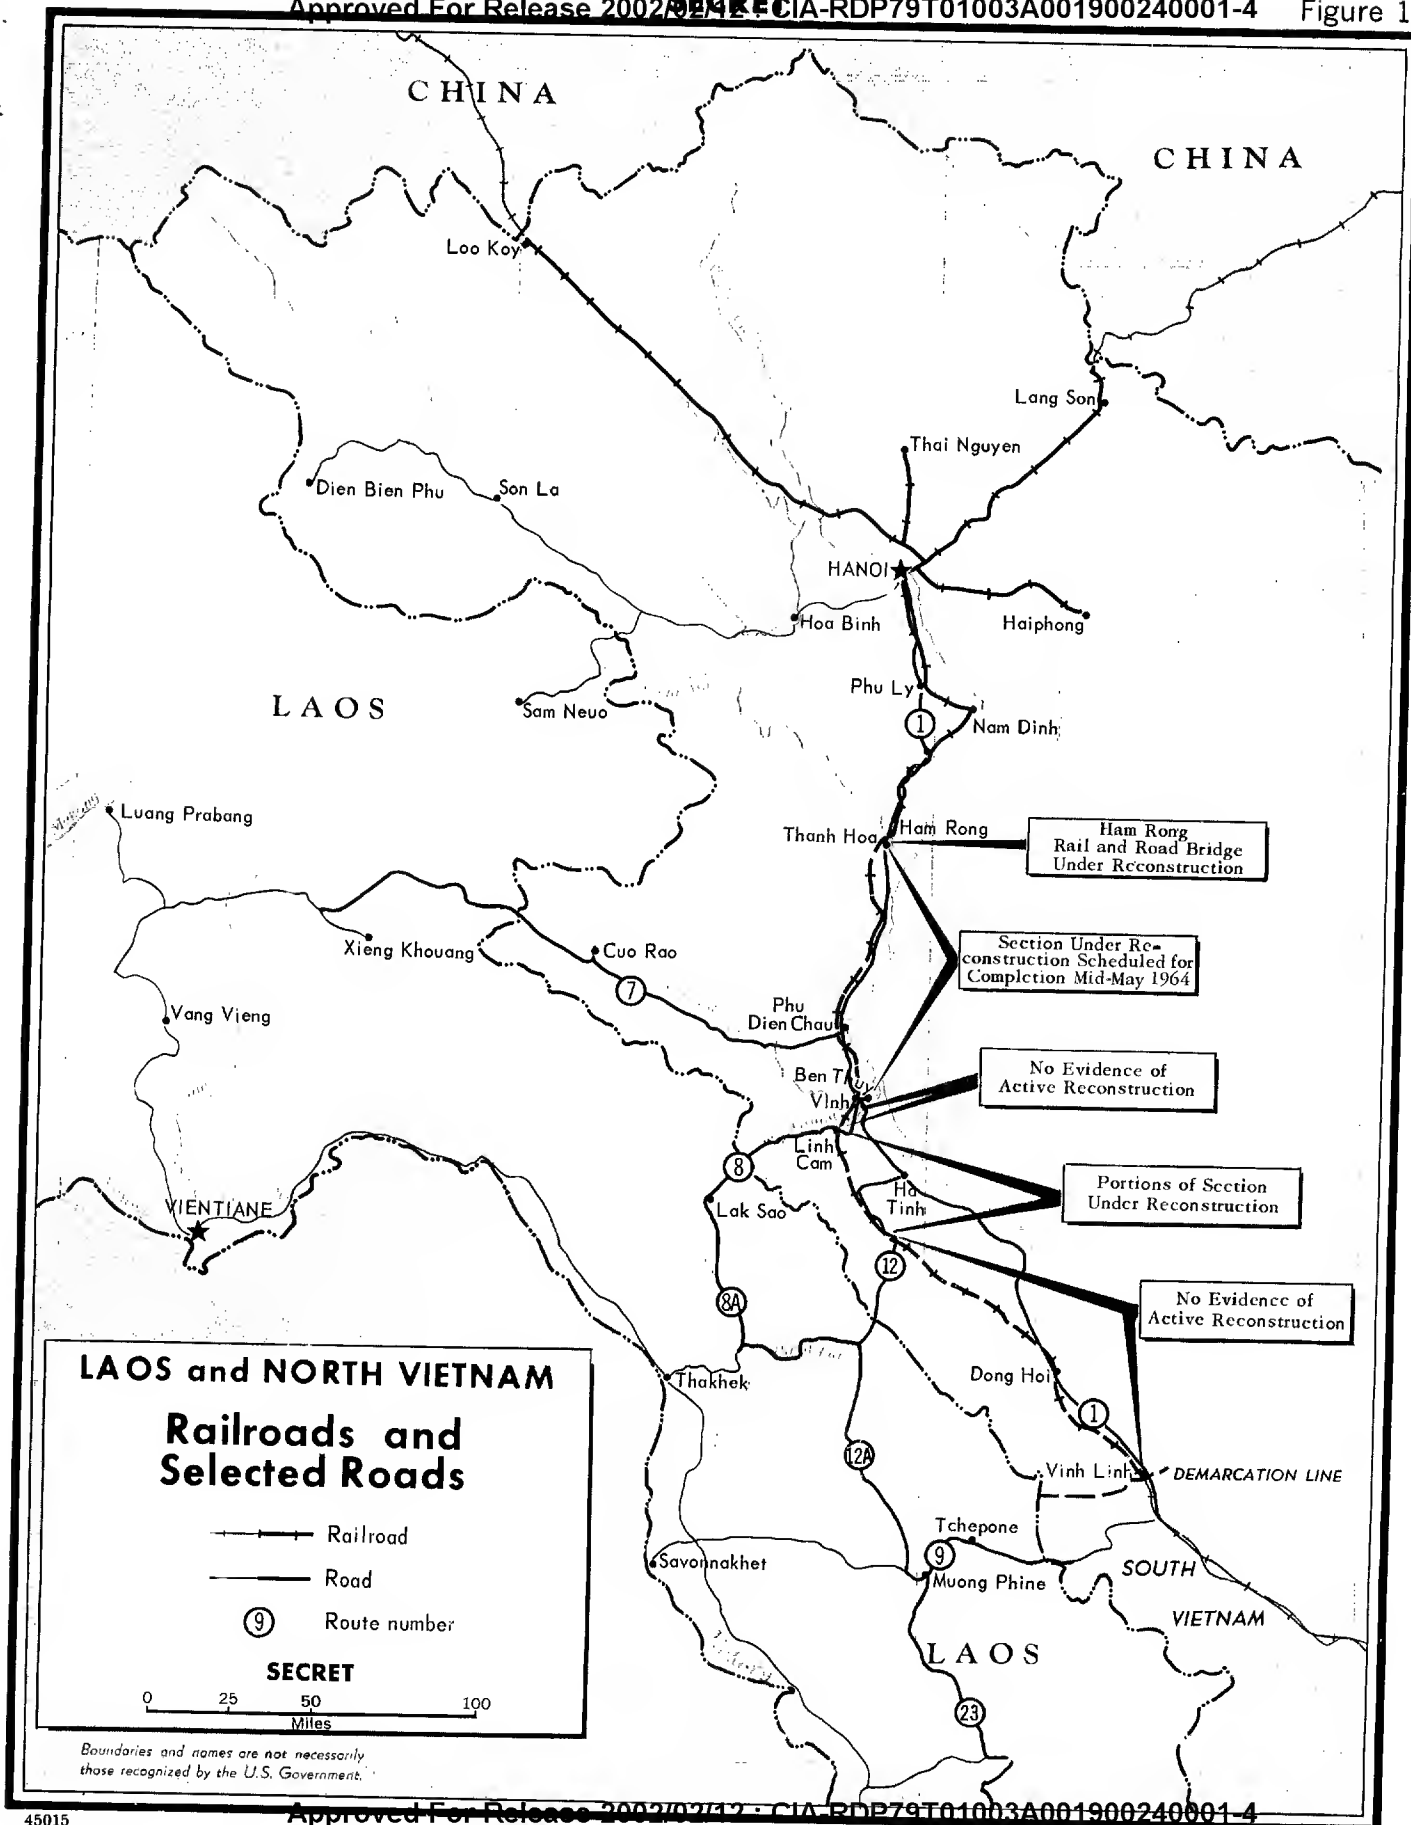 Approved For Release 2002/02/12 : CIA-RDP79T01003A001900240001-4
Figure 1
CHINA
CHINA
Loo Koy
Lang Son
Thai Nguyen
Dien Bien Phu
Son La
HANOI
Hoa Binh
Haiphong
Phu Ly
LAOS
Sam Neuo
1
Nam Dinh
Luang Prabang
Thanh Hoa
Ham Rong
Ham Rong
Rail and Road Bridge
Under Reconstruction
Xieng Khouang
Cuo Rao
Section Under Re-
construction Scheduled for
Completion Mid-May 1964
7
Vang Vieng
Phu
Dien Chau
Ben Thuy
Vinh
No Evidence of
Active Reconstruction
Linh
Cam
8
Ha
Tinh
Portions of Section
Under Reconstruction
VIENTIANE
Lak Sao
12
8A
No Evidence of
Active Reconstruction
LAOS and NORTH VIETNAM
Railroads and
Selected Roads
Railroad
Road
9 Route number
SECRET
0 25 50 100
Miles
Thakhek
Dong Hoi
1
12A
Vinh Linh
DEMARCATION LINE
Tchepone
Savonnakhet
9
Muong Phine
SOUTH
VIETNAM
LAOS
23
Boundaries and names are not necessarily
those recognized by the U.S. Government.
45015
Approved For Release 2002/02/12 : CIA-RDP79T01003A001900240001-4